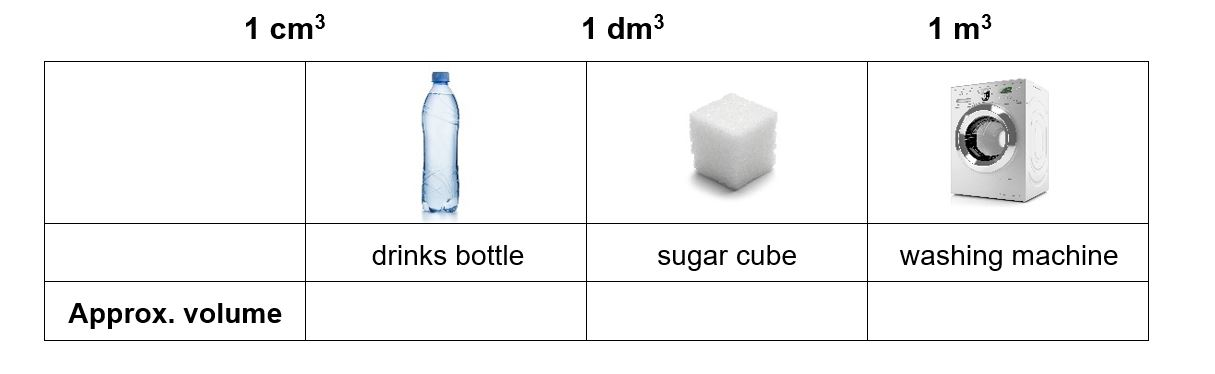 1 cm³ 1 dm³ 1 m³
drinks bottle sugar cube washing machine
Approx. volume